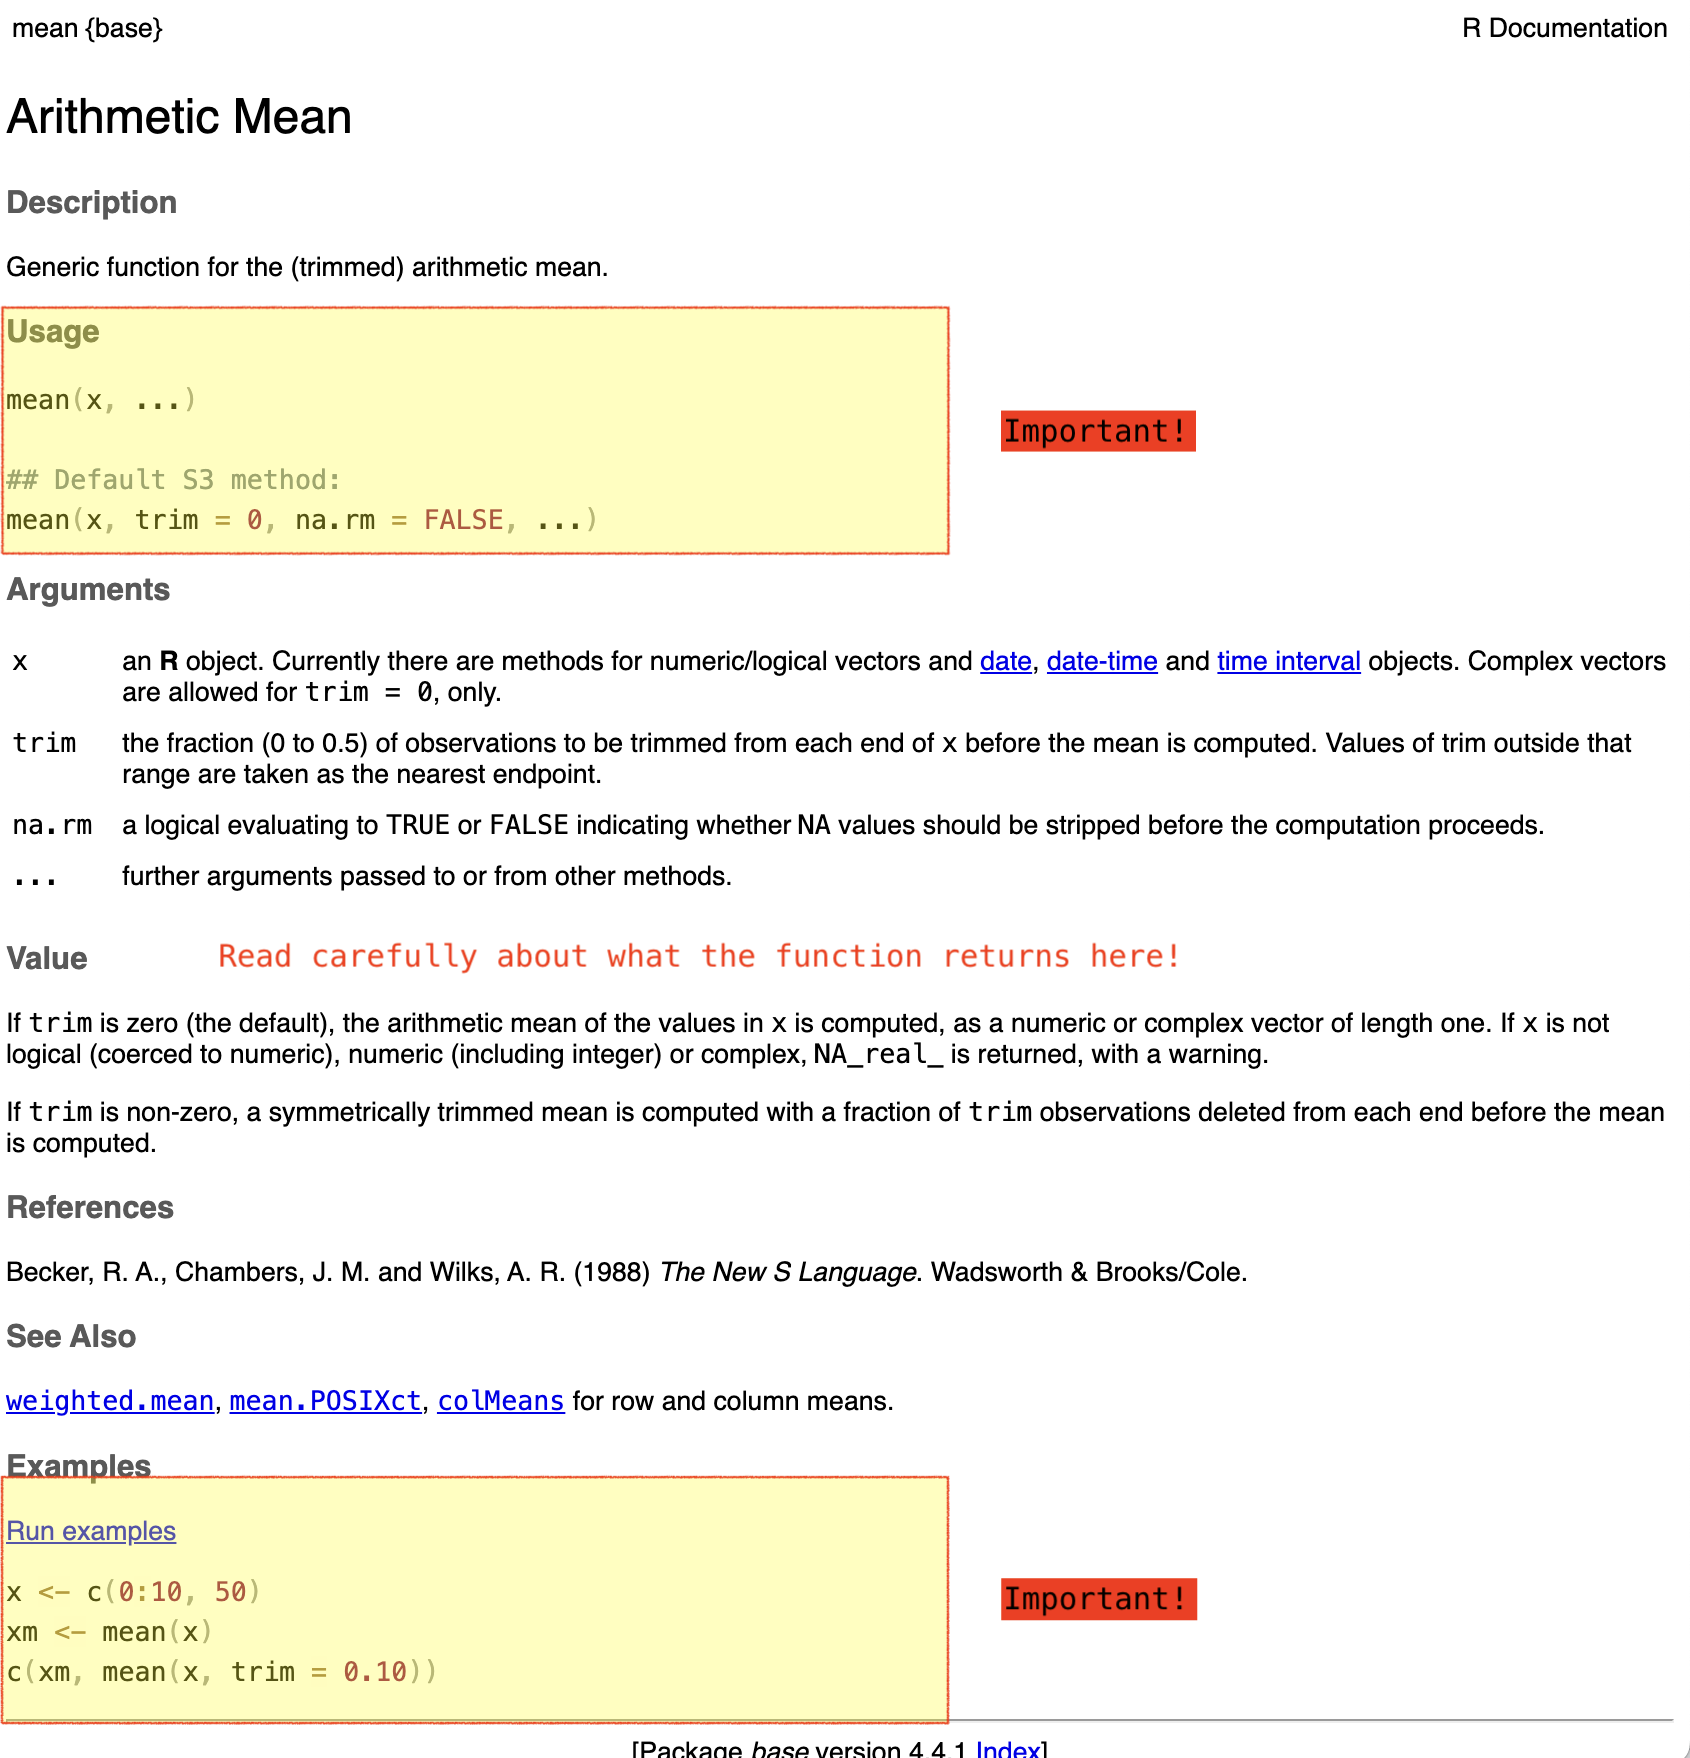 mean {base} R Documentation
Arithmetic Mean
Description
Generic function for the (trimmed) arithmetic mean.
Usage
mean(x, ...)
Important!
## Default S3 method:
mean(x, trim = 0, na.rm = FALSE, ...)
Arguments
x an R object. Currently there are methods for numeric/logical vectors and date, date-time and time interval objects. Complex vectors
are allowed for trim = 0, only.
trim the fraction (0 to 0.5) of observations to be trimmed from each end of x before the mean is computed. Values of trim outside that
range are taken as the nearest endpoint.
na.rm a logical evaluating to TRUE or FALSE indicating whether NA values should be stripped before the computation proceeds.
... further arguments passed to or from other methods.
Value Read carefully about what the function returns here!
If trim is zero (the default), the arithmetic mean of the values in x is computed, as a numeric or complex vector of length one. If x is not
logical (coerced to numeric), numeric (including integer) or complex, NA_real_ is returned, with a warning.
If trim is non-zero, a symmetrically trimmed mean is computed with a fraction of trim observations deleted from each end before the mean
is computed.
References
Becker, R. A., Chambers, J. M. and Wilks, A. R. (1988) The New S Language. Wadsworth & Brooks/Cole.
See Also
weighted.mean, mean.POSIXct, colMeans for row and column means.
Examples
Run examples
x <- c(0:10, 50)
Important!
xm <- mean(x)
c(xm, mean(x, trim = 0.10))
[Package base version 4.4.1 Index]